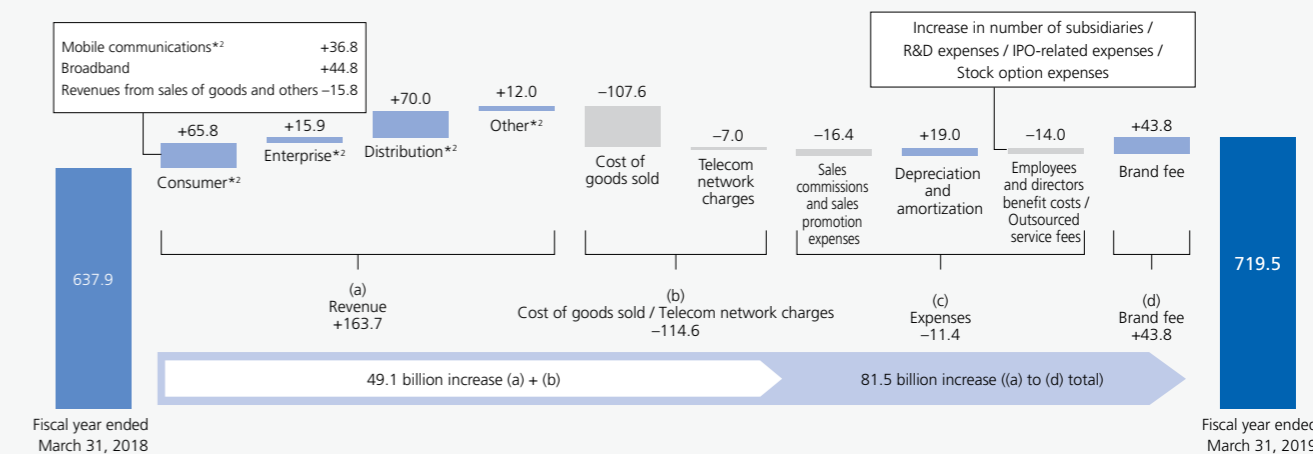 Mobile communications*2 +36.8
Broadband +44.8
Revenues from sales of goods and others –15.8
Increase in number of subsidiaries /
R&D expenses / IPO-related expenses /
Stock option expenses
637.9
Fiscal year ended
March 31, 2018
+65.8
Consumer*2
+15.9
Enterprise*2
+70.0
Distribution*2
+12.0
Other*2
–107.6
Cost of
goods sold
–7.0
Telecom
network
charges
–16.4
Sales
commissions
and sales
promotion
expenses
+19.0
Depreciation
and
amortization
–14.0
Employees
and directors
benefit costs /
Outsourced
service fees
+43.8
Brand fee
719.5
Fiscal year ended
March 31, 2019
(a)
Revenue
+163.7
(b)
Cost of goods sold / Telecom network charges
–114.6
(c)
Expenses
–11.4
(d)
Brand fee
+43.8
49.1 billion increase (a) + (b)
81.5 billion increase ((a) to (d) total)